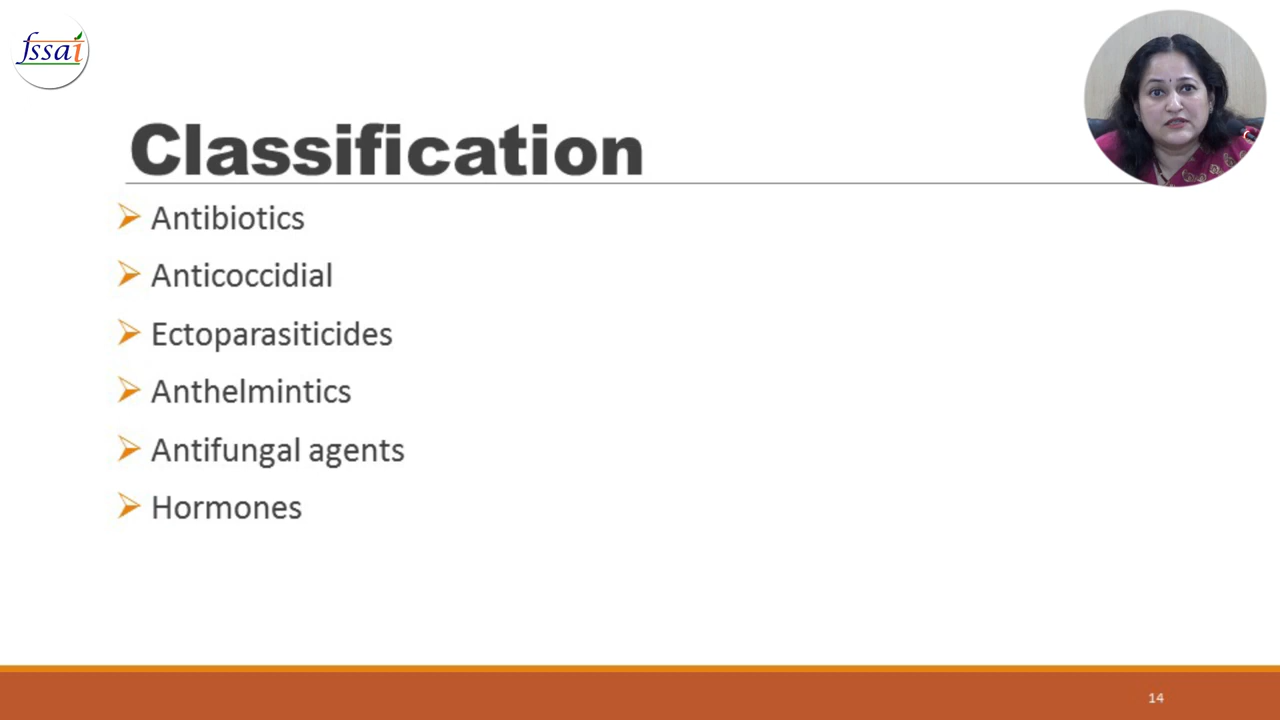 fssai
Classification
Antibiotics
Anticoccidial
Ectoparasiticides
Anthelmintics
Antifungal agents
Hormones
14